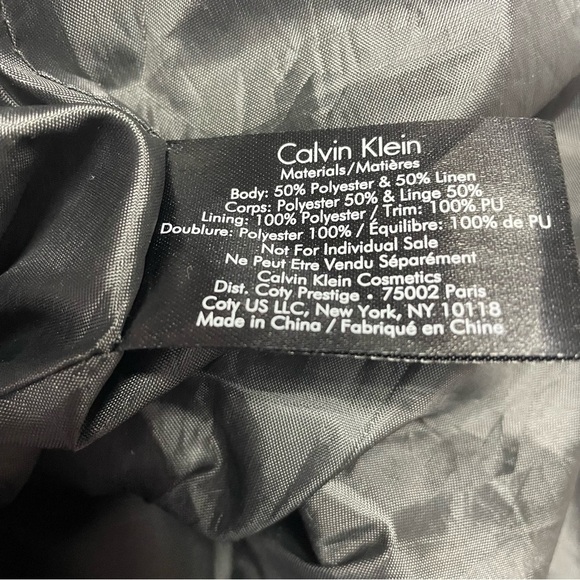 Calvin Klein
Materials/Matières
Body: 50% Polyester & 50% Linen
Corps: Polyester 50% & Linge 50%
Lining: 100% Polyester / Trim: 100% PU
Doublure: Polyester 100% / Équilibre: 100% de PU
Not For Individual Sale
Ne Peut Etre Vendu Séparément
Calvin Klein Cosmetics
Dist. Coty Prestige • 75002 Paris
Coty US LLC, New York, NY 10118
Made in China / Fabriqué en Chine